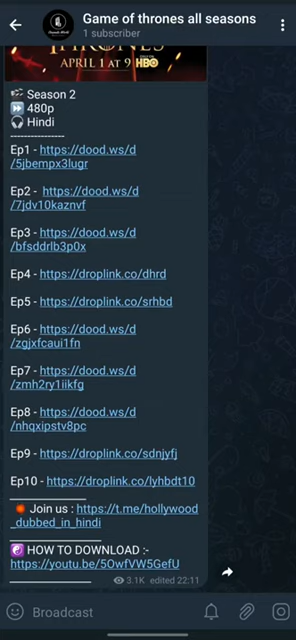 Game of thrones all seasons
1 subscriber
THRONES
APRIL 1 AT 9 HBO
🎬 Season 2
⏩ 480p
🎧 Hindi
----------------
Ep1 - https://dood.ws/d
/5jbempx3lugr
Ep2 - https://dood.ws/d
/7jdv10kaznvf
Ep3 - https://dood.ws/d
/bfsddrlb3p0x
Ep4 - https://droplink.co/dhrd
Ep5 - https://droplink.co/srhbd
Ep6 - https://dood.ws/d
/zgjxfcaui1fn
Ep7 - https://dood.ws/d
/zmh2ry1iikfg
Ep8 - https://dood.ws/d
/nhqxipstv8pc
Ep9 - https://droplink.co/sdnjyfj
Ep10 - https://droplink.co/lyhbdt10
Join us : https://t.me/hollywood
_dubbed_in_hindi
☯️ HOW TO DOWNLOAD :-
https://youtu.be/5OwfVW5GefU
3.1K edited 22:11
Broadcast